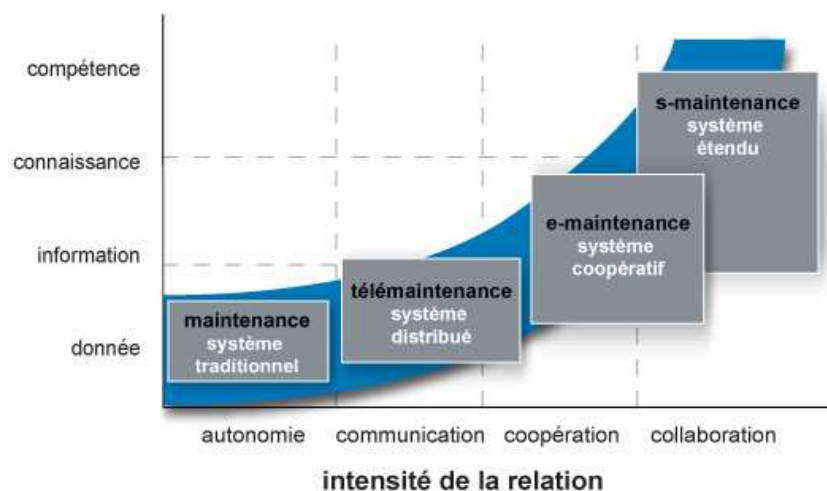 compétence
s-maintenance
système
étendu
connaissance
e-maintenance
système
coopératif
information
télémaintenance
système
distribué
maintenance
système
traditionnel
donnée
autonomie communication coopération collaboration
intensité de la relation